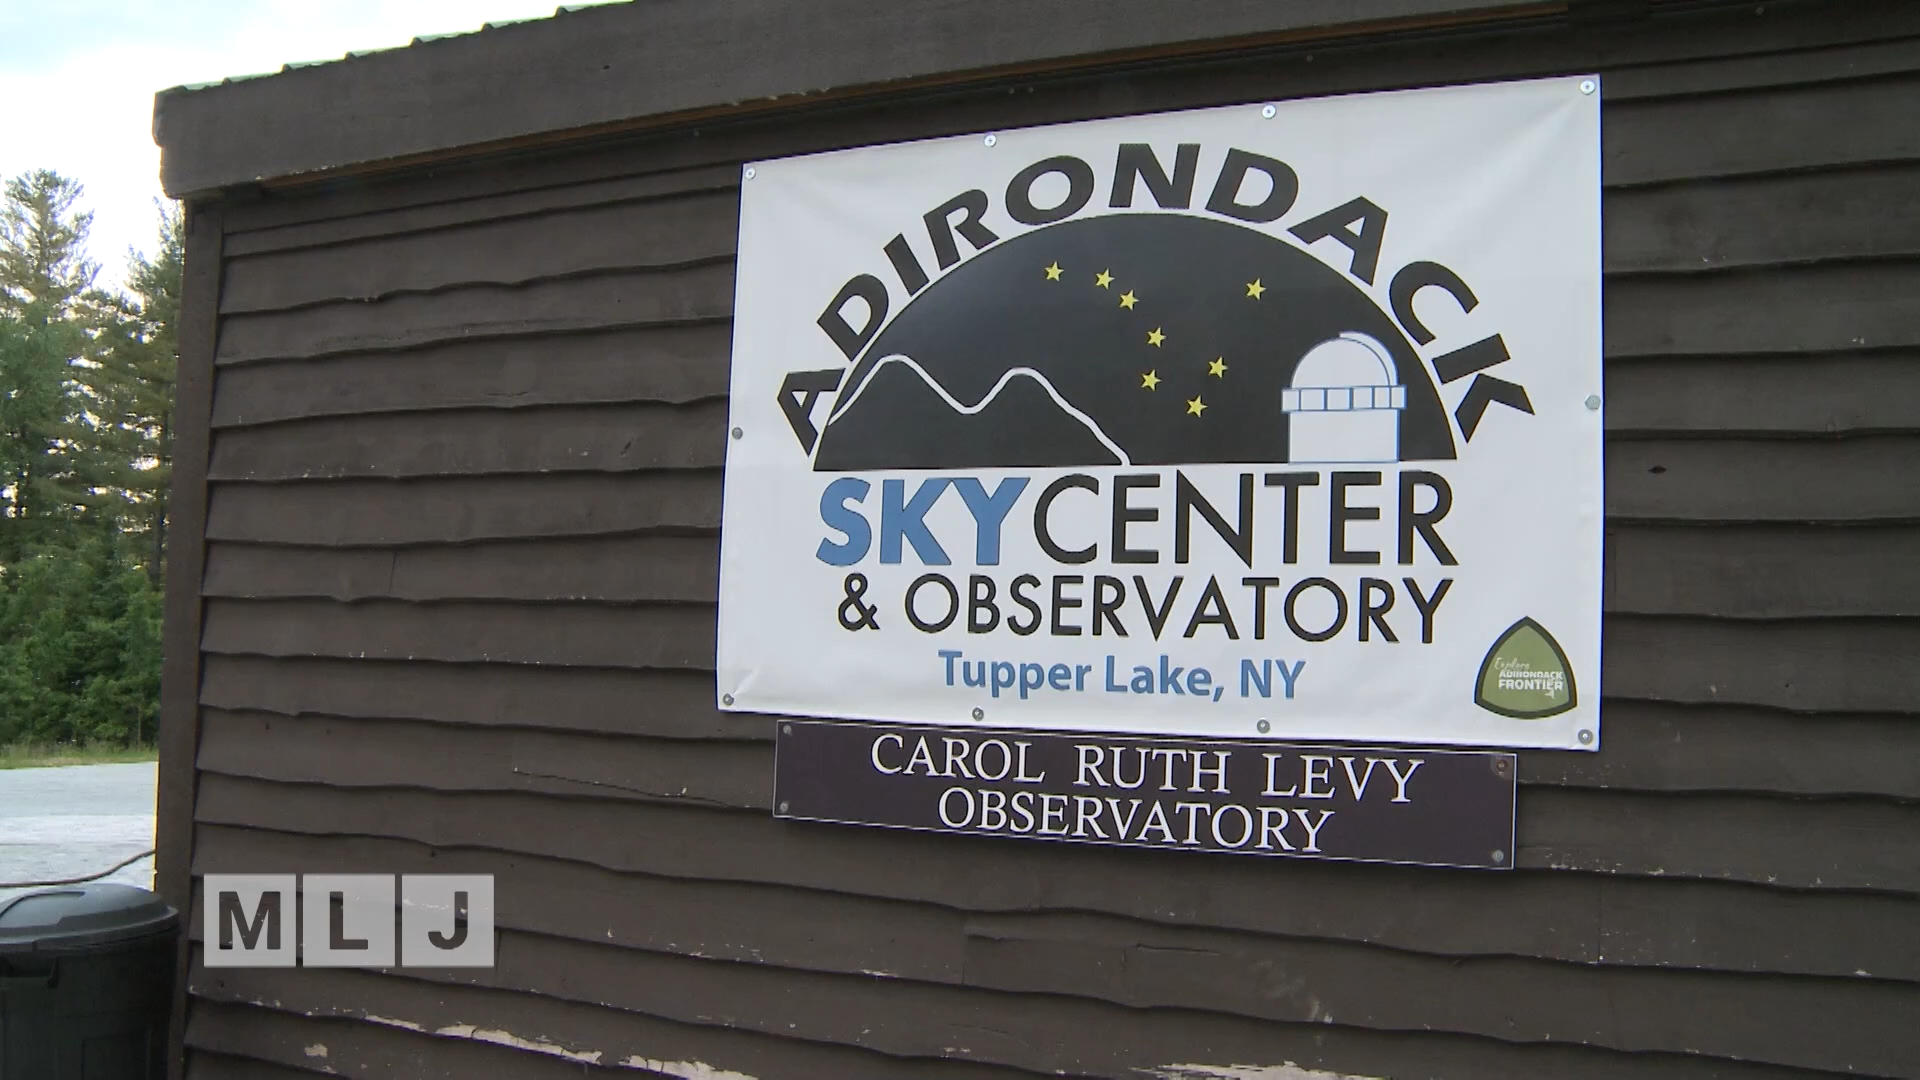 ADIRONDACK
SKYCENTER
& OBSERVATORY
Tupper Lake, NY
Explore
ADIRONDACK
FRONTIER
CAROL RUTH LEVY
OBSERVATORY
MLJ